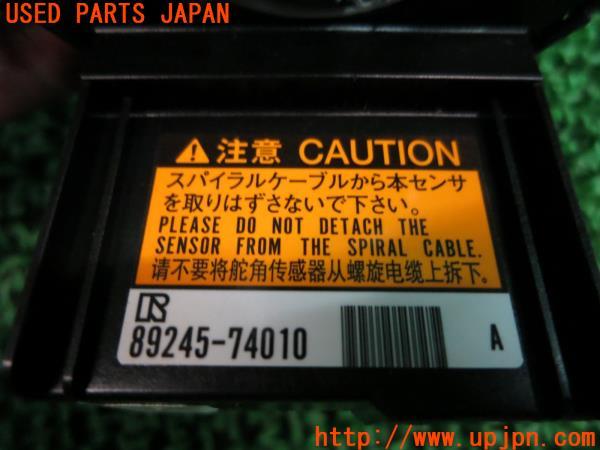 USED PARTS JAPAN
注意 CAUTION
スパイラルケーブルから本センサ
を取りはずさないで下さい。
PLEASE DO NOT DETACH THE
SENSOR FROM THE SPIRAL CABLE.
请不要将舵角传感器从螺旋电缆上拆下。
89245-74010
A
http://www.upjpn.com/